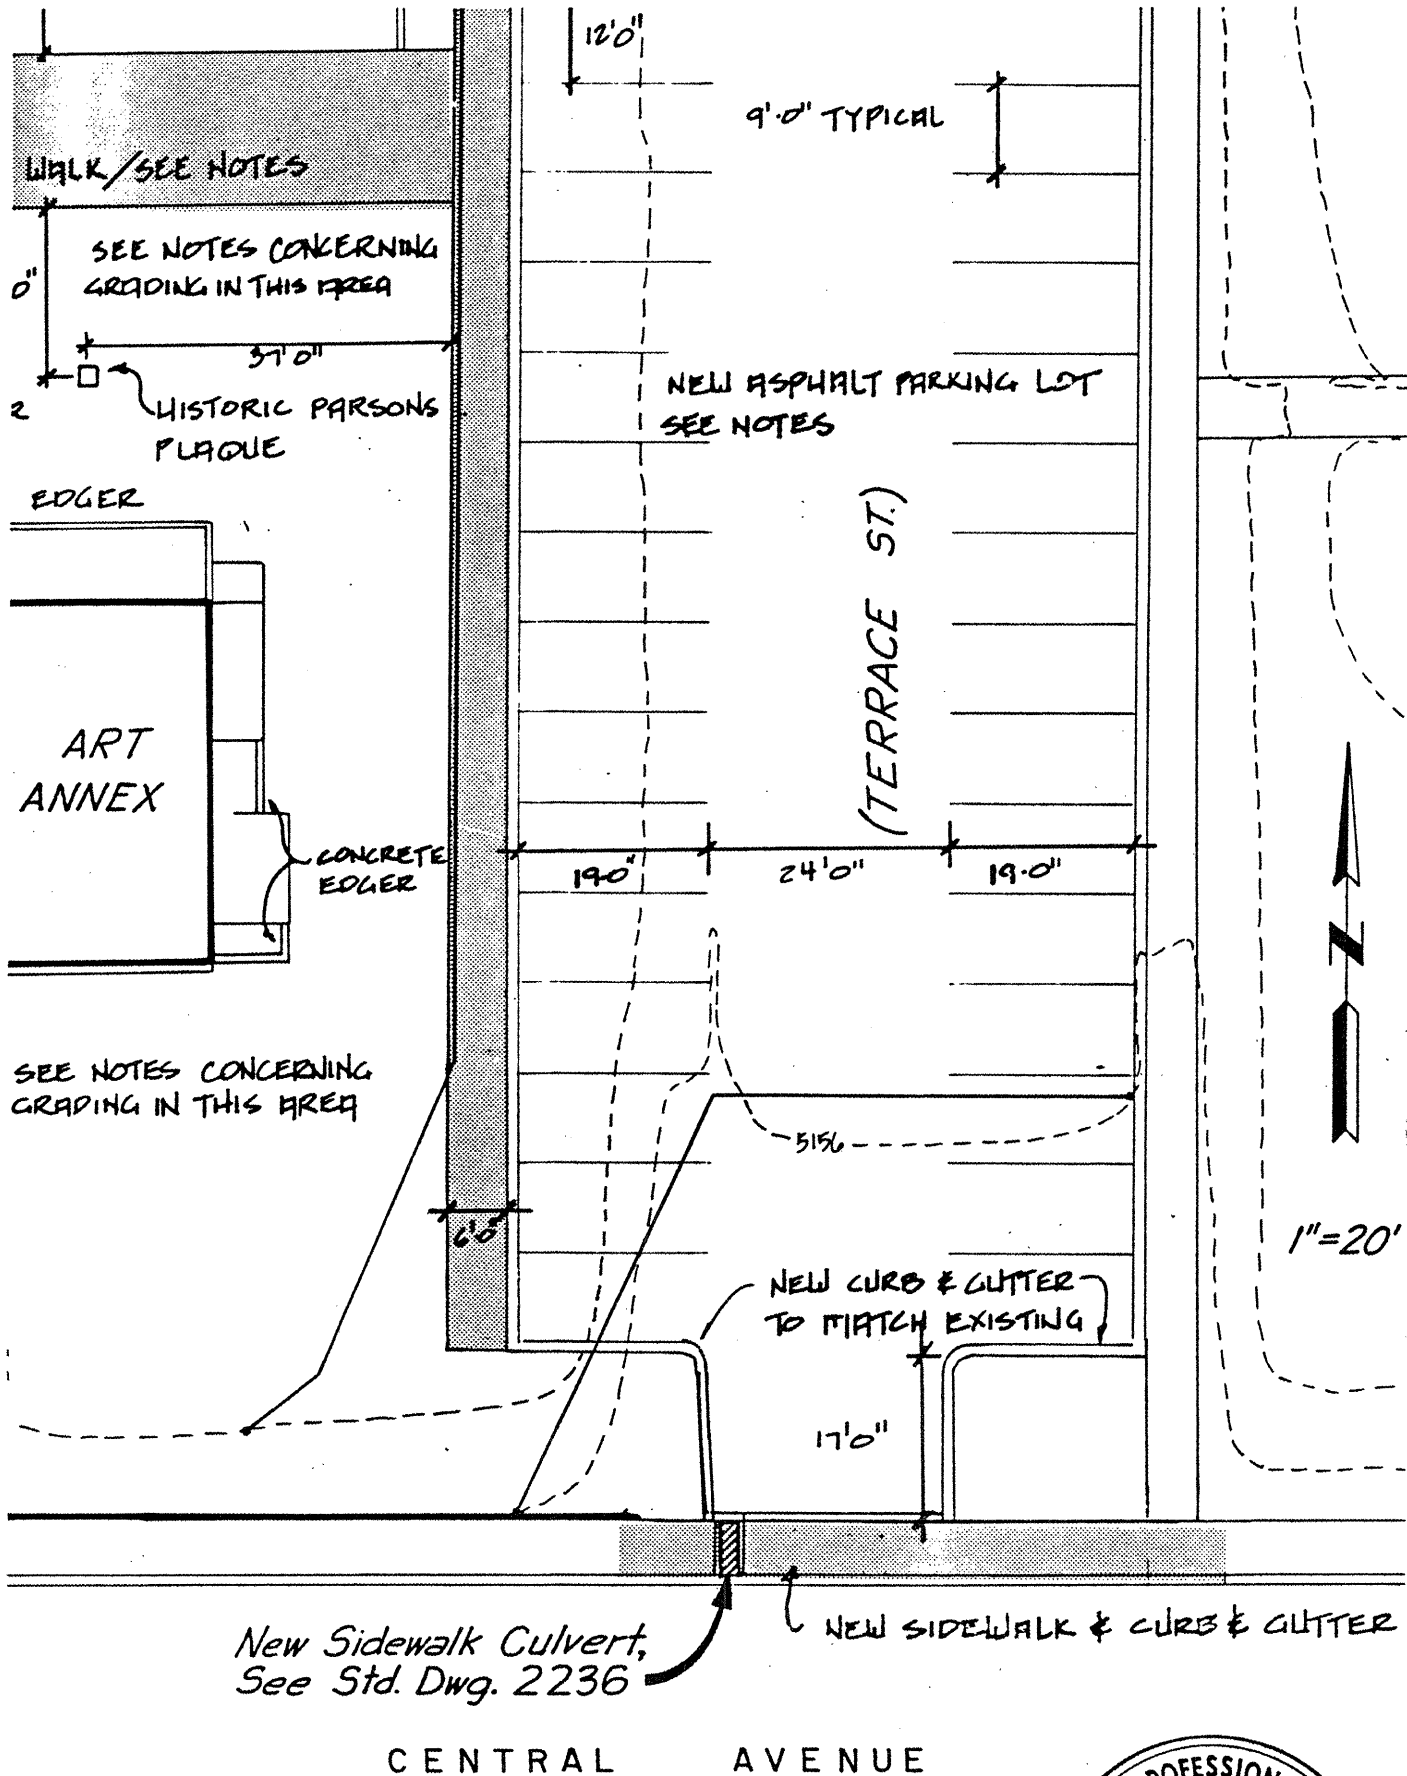 12'0"
9'-0" TYPICAL
WALK/SEE NOTES
SEE NOTES CONCERNING
GRADING IN THIS AREA
0"
37'0"
NEW ASPHALT PARKING LOT
SEE NOTES
2
HISTORIC PARSONS
PLAQUE
EDGER
(TERRACE ST.)
ART
ANNEX
CONCRETE
EDGER
19'0"
24'0"
19'-0"
N
SEE NOTES CONCERNING
GRADING IN THIS AREA
5156
6'0"
1"=20'
NEW CURB & GUTTER
TO MATCH EXISTING
17'0"
New Sidewalk Culvert,
See Std. Dwg. 2236
NEW SIDEWALK & CURB & GUTTER
CENTRAL AVENUE
ROFESSION